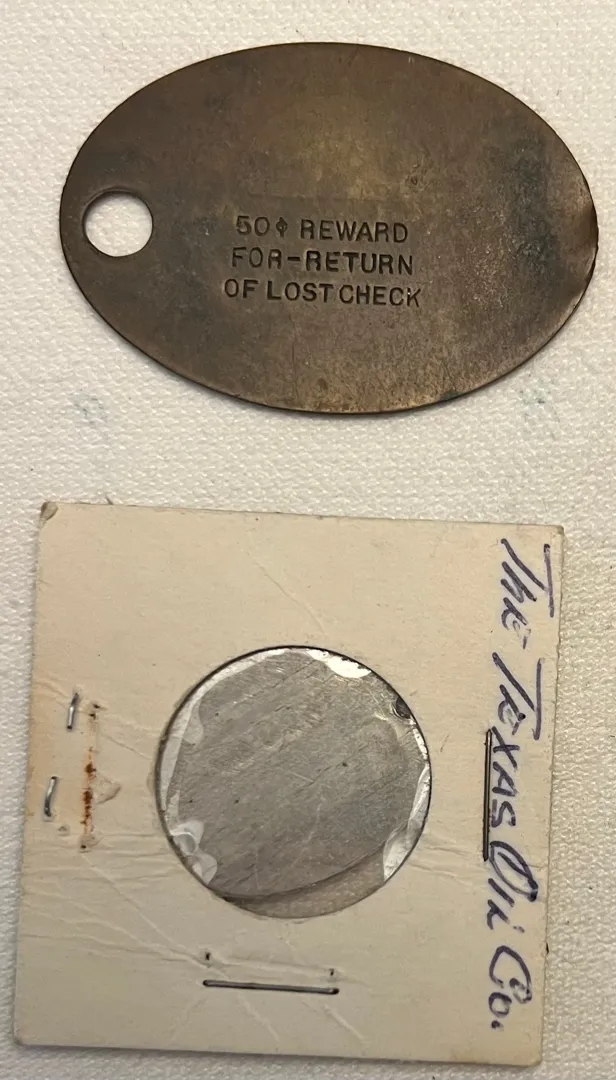 50¢ REWARD
FOR-RETURN
OF LOST CHECK
The Texas Oil Co.